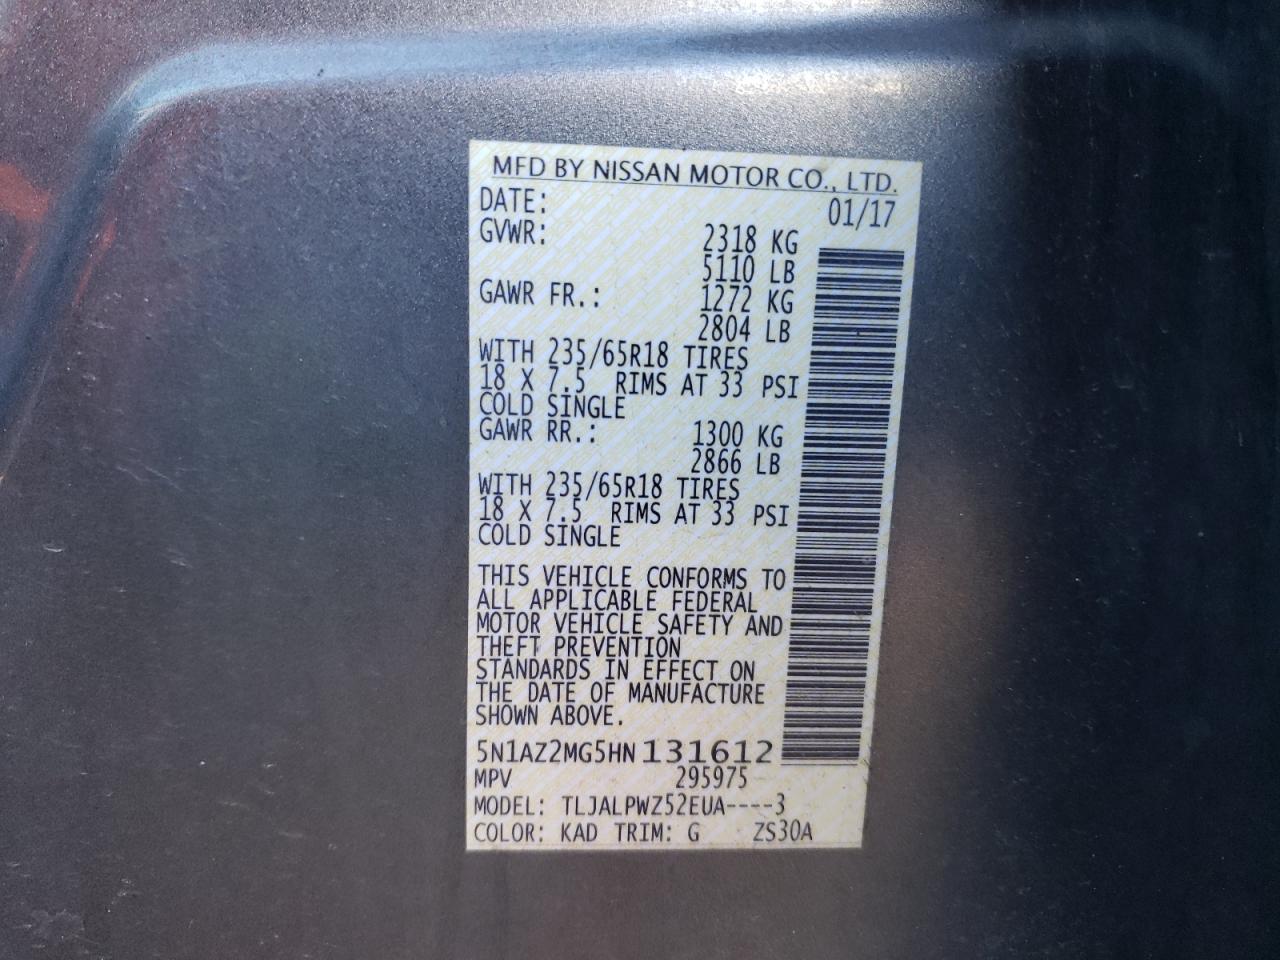 MFD BY NISSAN MOTOR CO., LTD.
DATE: 01/17
GVWR: 2318 KG
5110 LB
GAWR FR.: 1272 KG
2804 LB
WITH 235/65R18 TIRES
18 X 7.5 RIMS AT 33 PSI
COLD SINGLE
GAWR RR.: 1300 KG
2866 LB
WITH 235/65R18 TIRES
18 X 7.5 RIMS AT 33 PSI
COLD SINGLE
THIS VEHICLE CONFORMS TO
ALL APPLICABLE FEDERAL
MOTOR VEHICLE SAFETY AND
THEFT PREVENTION
STANDARDS IN EFFECT ON
THE DATE OF MANUFACTURE
SHOWN ABOVE.
5N1AZ2MG5HN131612
MPV 295975
MODEL: TLJALPWZ52EUA----3
COLOR: KAD TRIM: G ZS30A